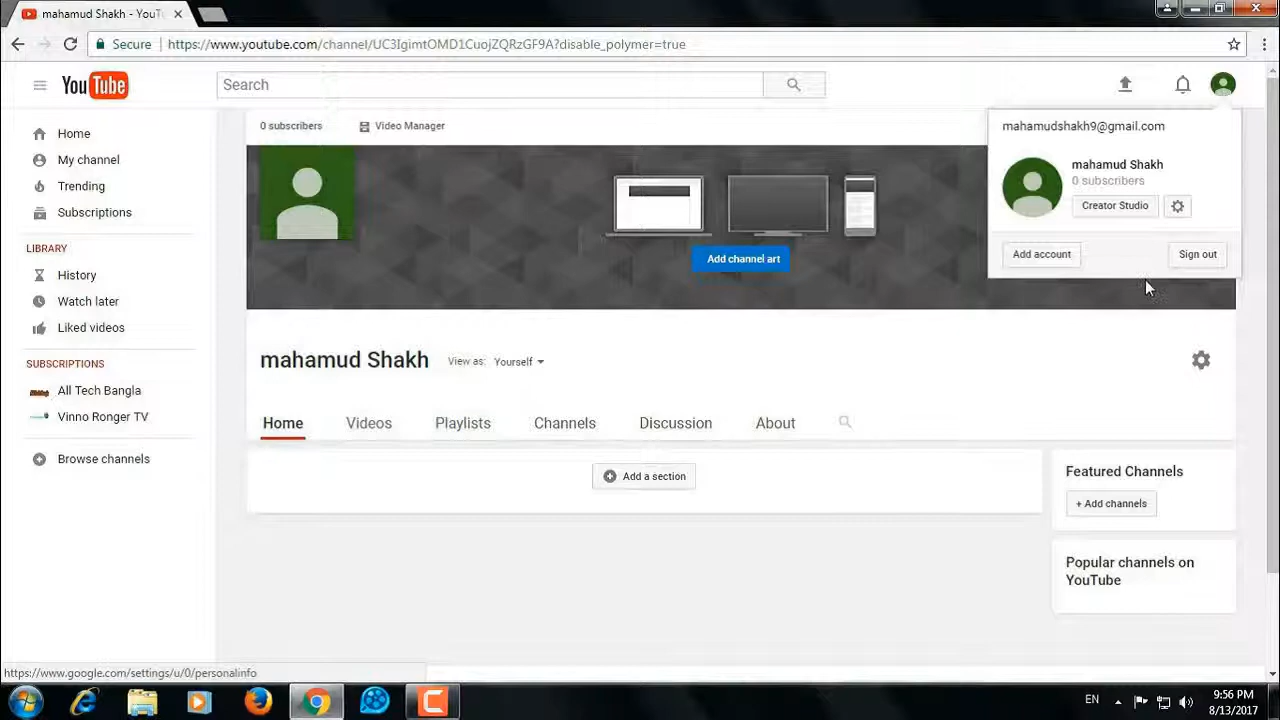 mahamud Shakh - YouT
Secure
https://www.youtube.com/channel/UC3IgimtOMD1CuojZQRzGF9A?disable_polymer=true
YouTube
Search
Home
My channel
Trending
Subscriptions
LIBRARY
History
Watch later
Liked videos
SUBSCRIPTIONS
All Tech Bangla
Vinno Ronger TV
Browse channels
0 subscribers
Video Manager
Add channel art
mahamudshakh9@gmail.com
mahamud Shakh
0 subscribers
Creator Studio
Add account
Sign out
mahamud Shakh
View as: Yourself
Home
Videos
Playlists
Channels
Discussion
About
Add a section
Featured Channels
+ Add channels
Popular channels on
YouTube
https://www.google.com/settings/u/0/personalinfo
EN
9:56 PM
8/13/2017